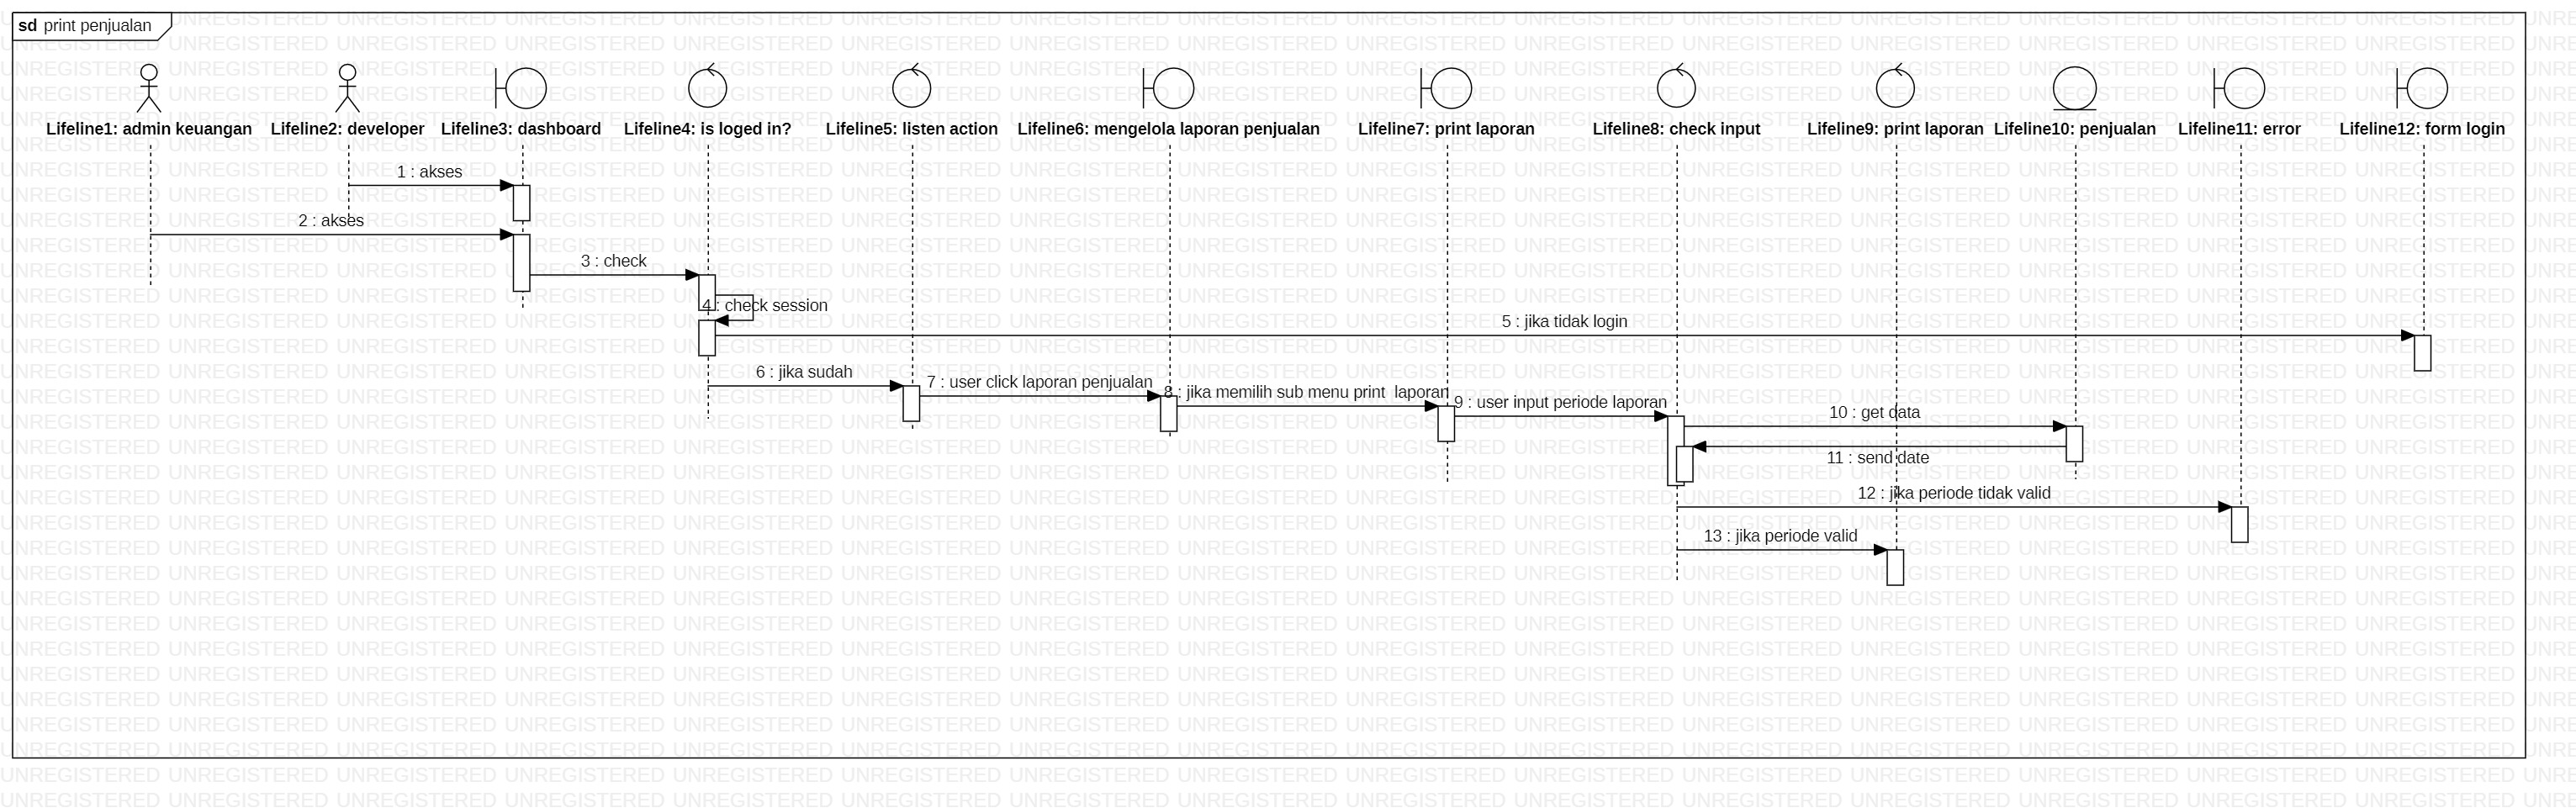 sd print penjualan
Lifeline1: admin keuangan
Lifeline2: developer
Lifeline3: dashboard
Lifeline4: is loged in?
Lifeline5: listen action
Lifeline6: mengelola laporan penjualan
Lifeline7: print laporan
Lifeline8: check input
Lifeline9: print laporan
Lifeline10: penjualan
Lifeline11: error
Lifeline12: form login
1 : akses
2 : akses
3 : check
4 : check session
5 : jika tidak login
6 : jika sudah
7 : user click laporan penjualan
8 : jika memilih sub menu print  laporan
9 : user input periode laporan
10 : get data
11 : send date
12 : jika periode tidak valid
13 : jika periode valid
UNREGISTERED